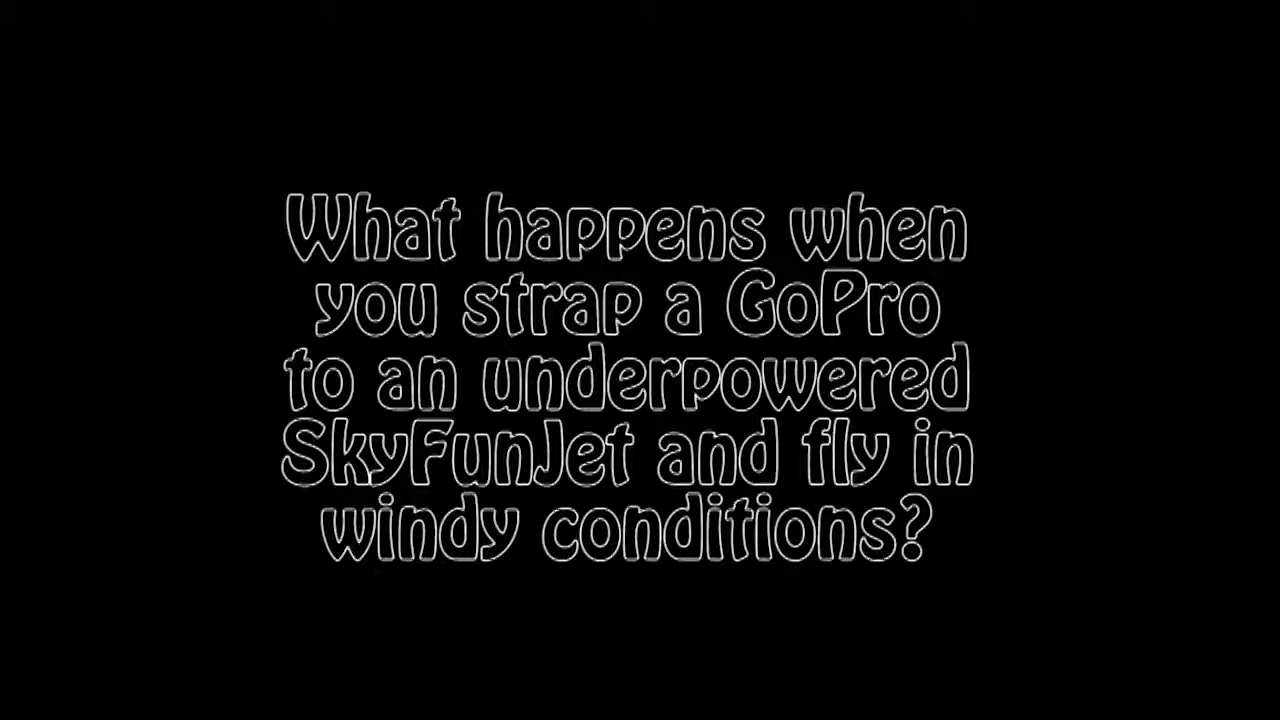 What happens when
you strap a GoPro
to an underpowered
SkyFunJet and fly in
windy conditions?